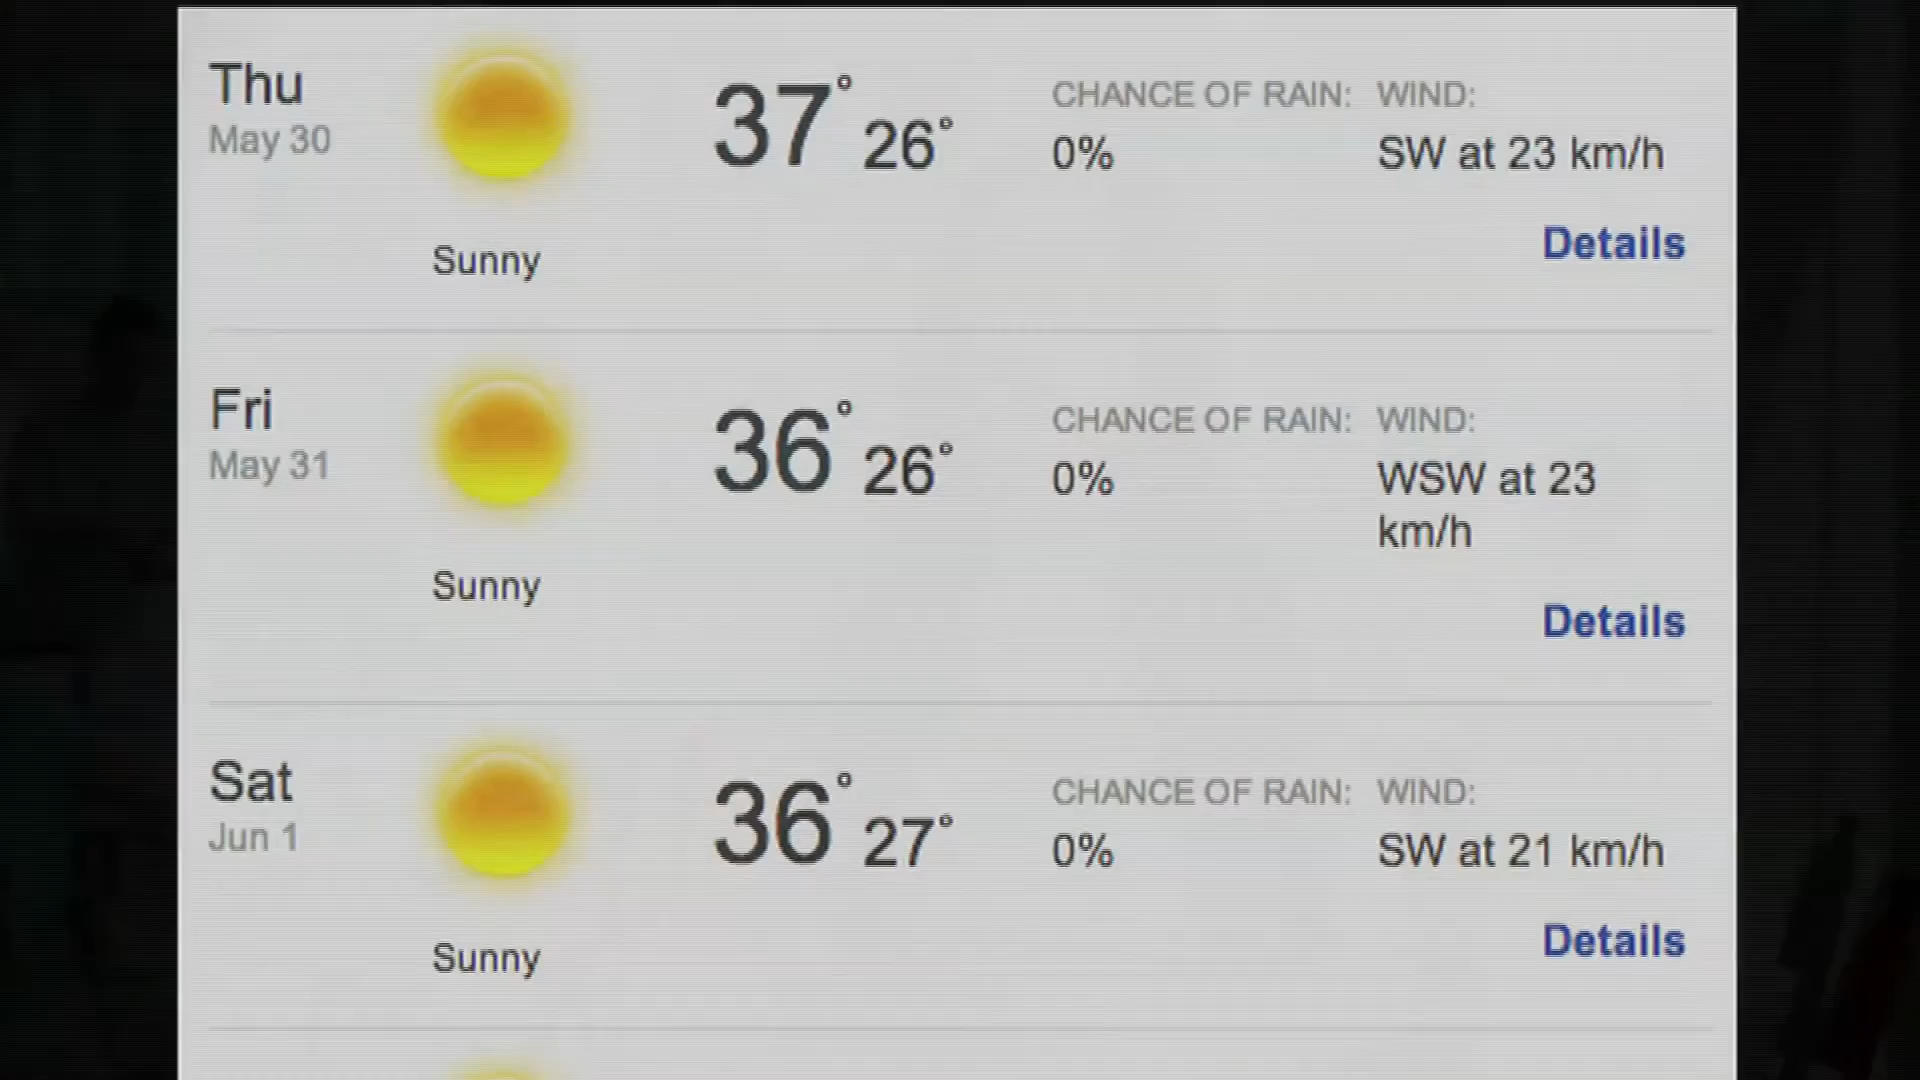 Thu
May 30
Sunny
37° 26°
CHANCE OF RAIN:
0%
WIND:
SW at 23 km/h
Details
Fri
May 31
Sunny
36° 26°
CHANCE OF RAIN:
0%
WIND:
WSW at 23
km/h
Details
Sat
Jun 1
Sunny
36° 27°
CHANCE OF RAIN:
0%
WIND:
SW at 21 km/h
Details